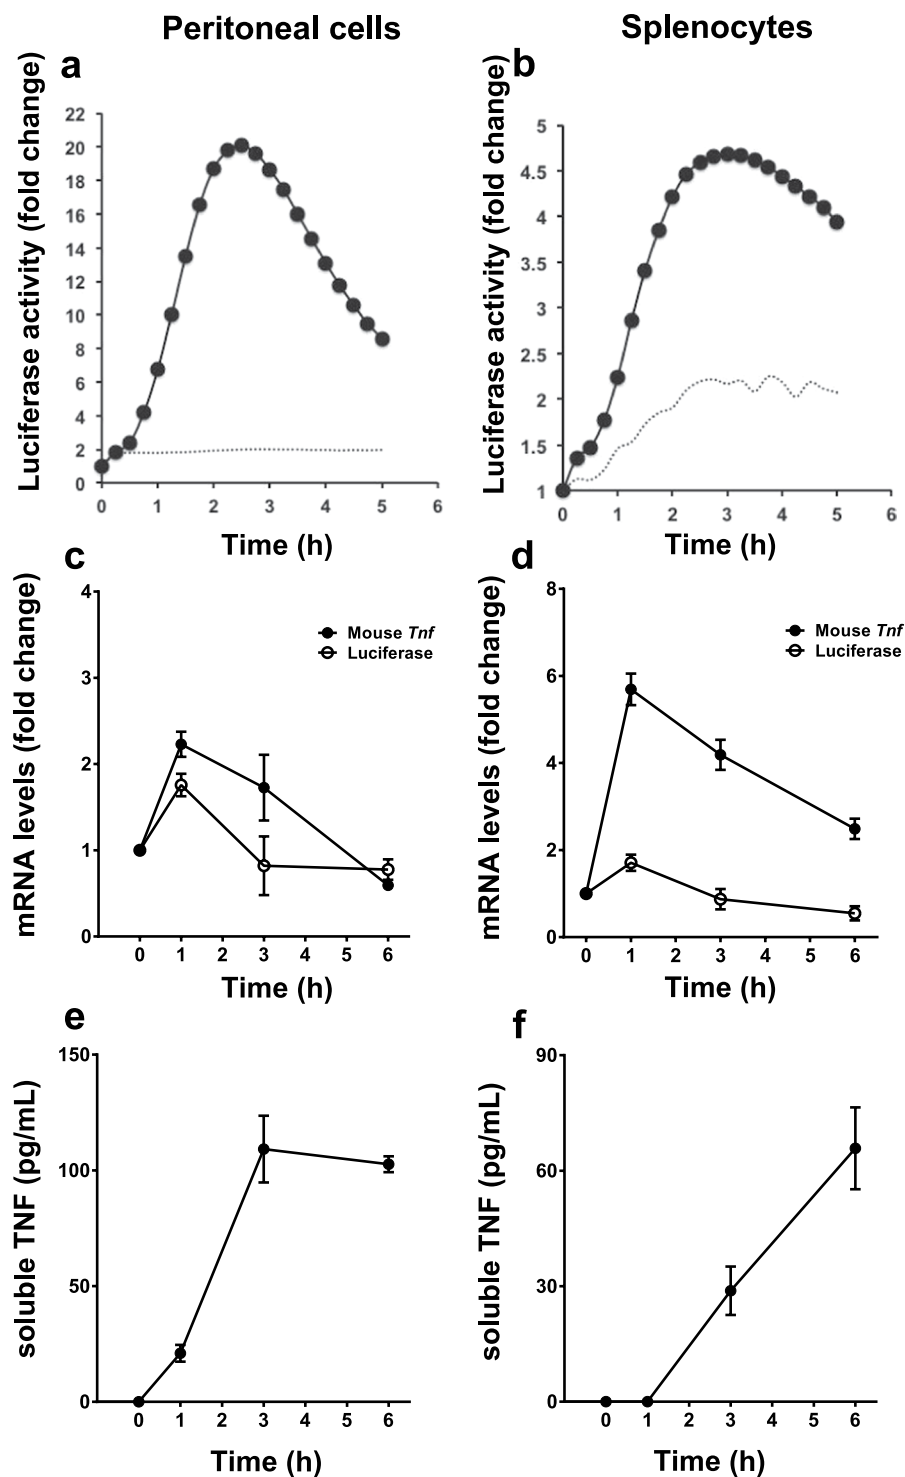 Peritoneal cells
Splenocytes
a
Luciferase activity (fold change)
22
20
18
16
14
12
10
8
6
4
2
0
0 1 2 3 4 5 6
Time (h)
b
Luciferase activity (fold change)
5
4.5
4
3.5
3
2.5
2
1.5
1
0 1 2 3 4 5 6
Time (h)
c
mRNA levels (fold change)
4
3
2
1
0
Mouse Tnf
Luciferase
0 1 2 3 4 5 6
Time (h)
d
mRNA levels (fold change)
8
6
4
2
0
Mouse Tnf
Luciferase
0 1 2 3 4 5 6
Time (h)
e
soluble TNF (pg/mL)
150
100
50
0
0 1 2 3 4 5 6
Time (h)
f
soluble TNF (pg/mL)
90
60
30
0
0 1 2 3 4 5 6
Time (h)